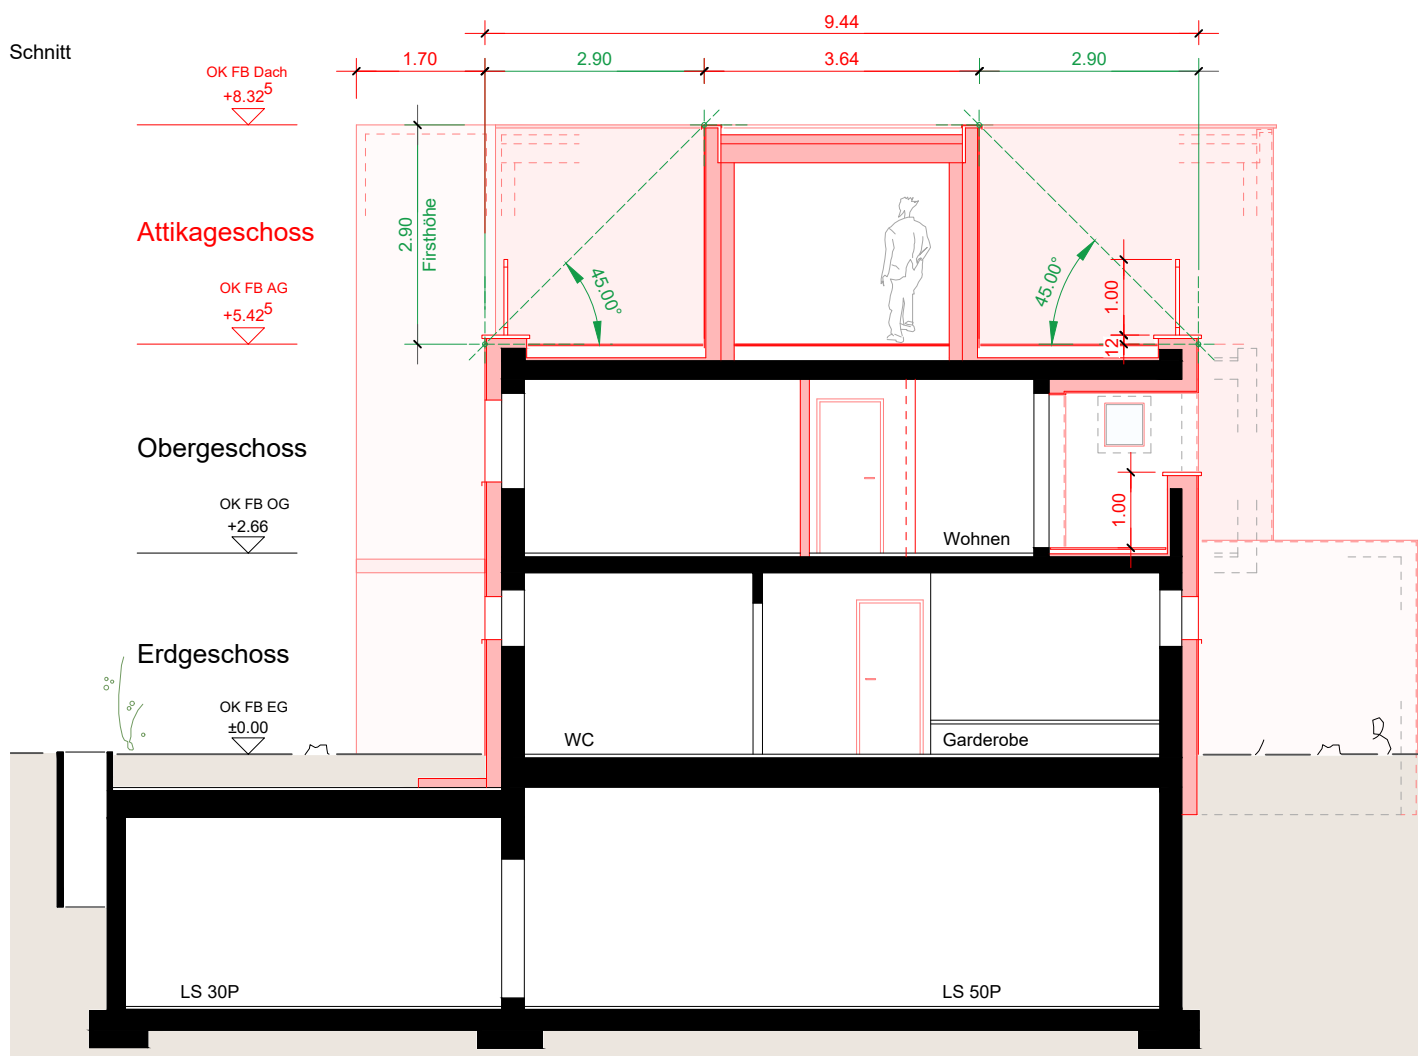 9.44
Schnitt
1.70
2.90
3.64
2.90
OK FB Dach
+8.32⁵
2.90
Firsthöhe
Attikageschoss
45.00°
45.00°
1.00
OK FB AG
+5.42⁵
12
Obergeschoss
OK FB OG
+2.66
1.00
Wohnen
Erdgeschoss
OK FB EG
±0.00
WC
Garderobe
LS 30P
LS 50P